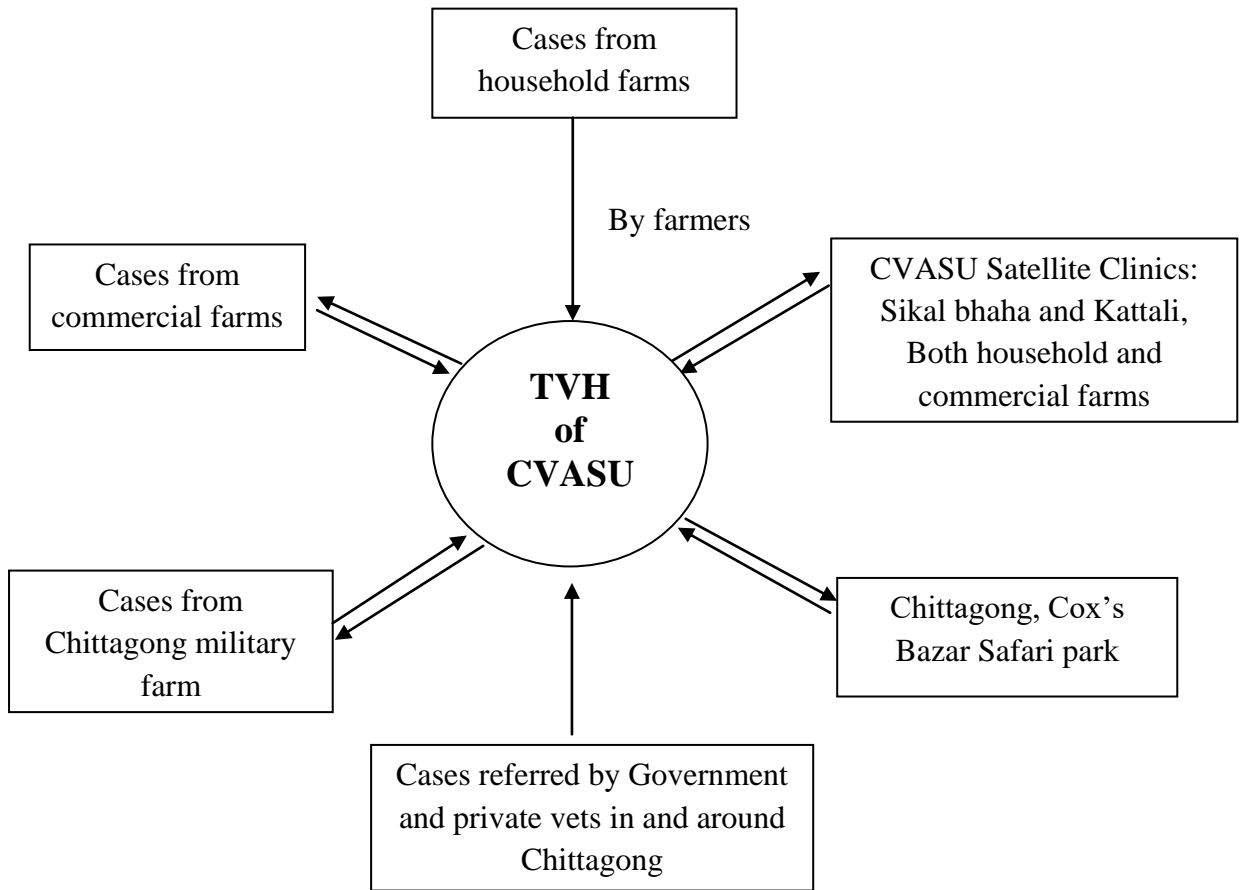 Cases from
household farms
By farmers
Cases from
commercial farms
CVASU Satellite Clinics:
Sikal bhaha and Kattali,
Both household and
commercial farms
TVH
of
CVASU
Cases from
Chittagong military
farm
Chittagong, Cox’s
Bazar Safari park
Cases referred by Government
and private vets in and around
Chittagong